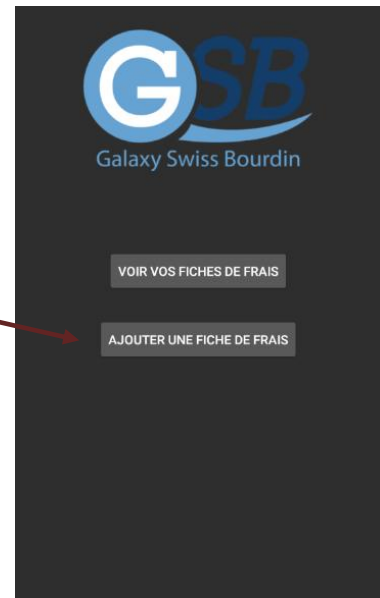 GSB
Galaxy Swiss Bourdin
VOIR VOS FICHES DE FRAIS
AJOUTER UNE FICHE DE FRAIS